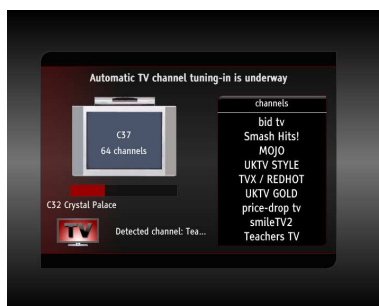 Automatic TV channel tuning-in is underway
C37
64 channels
C32 Crystal Palace
TV
Detected channel: Tea...
channels
bid tv
Smash Hits!
MOJO
UKTV STYLE
TVX / REDHOT
UKTV GOLD
price-drop tv
smileTV2
Teachers TV